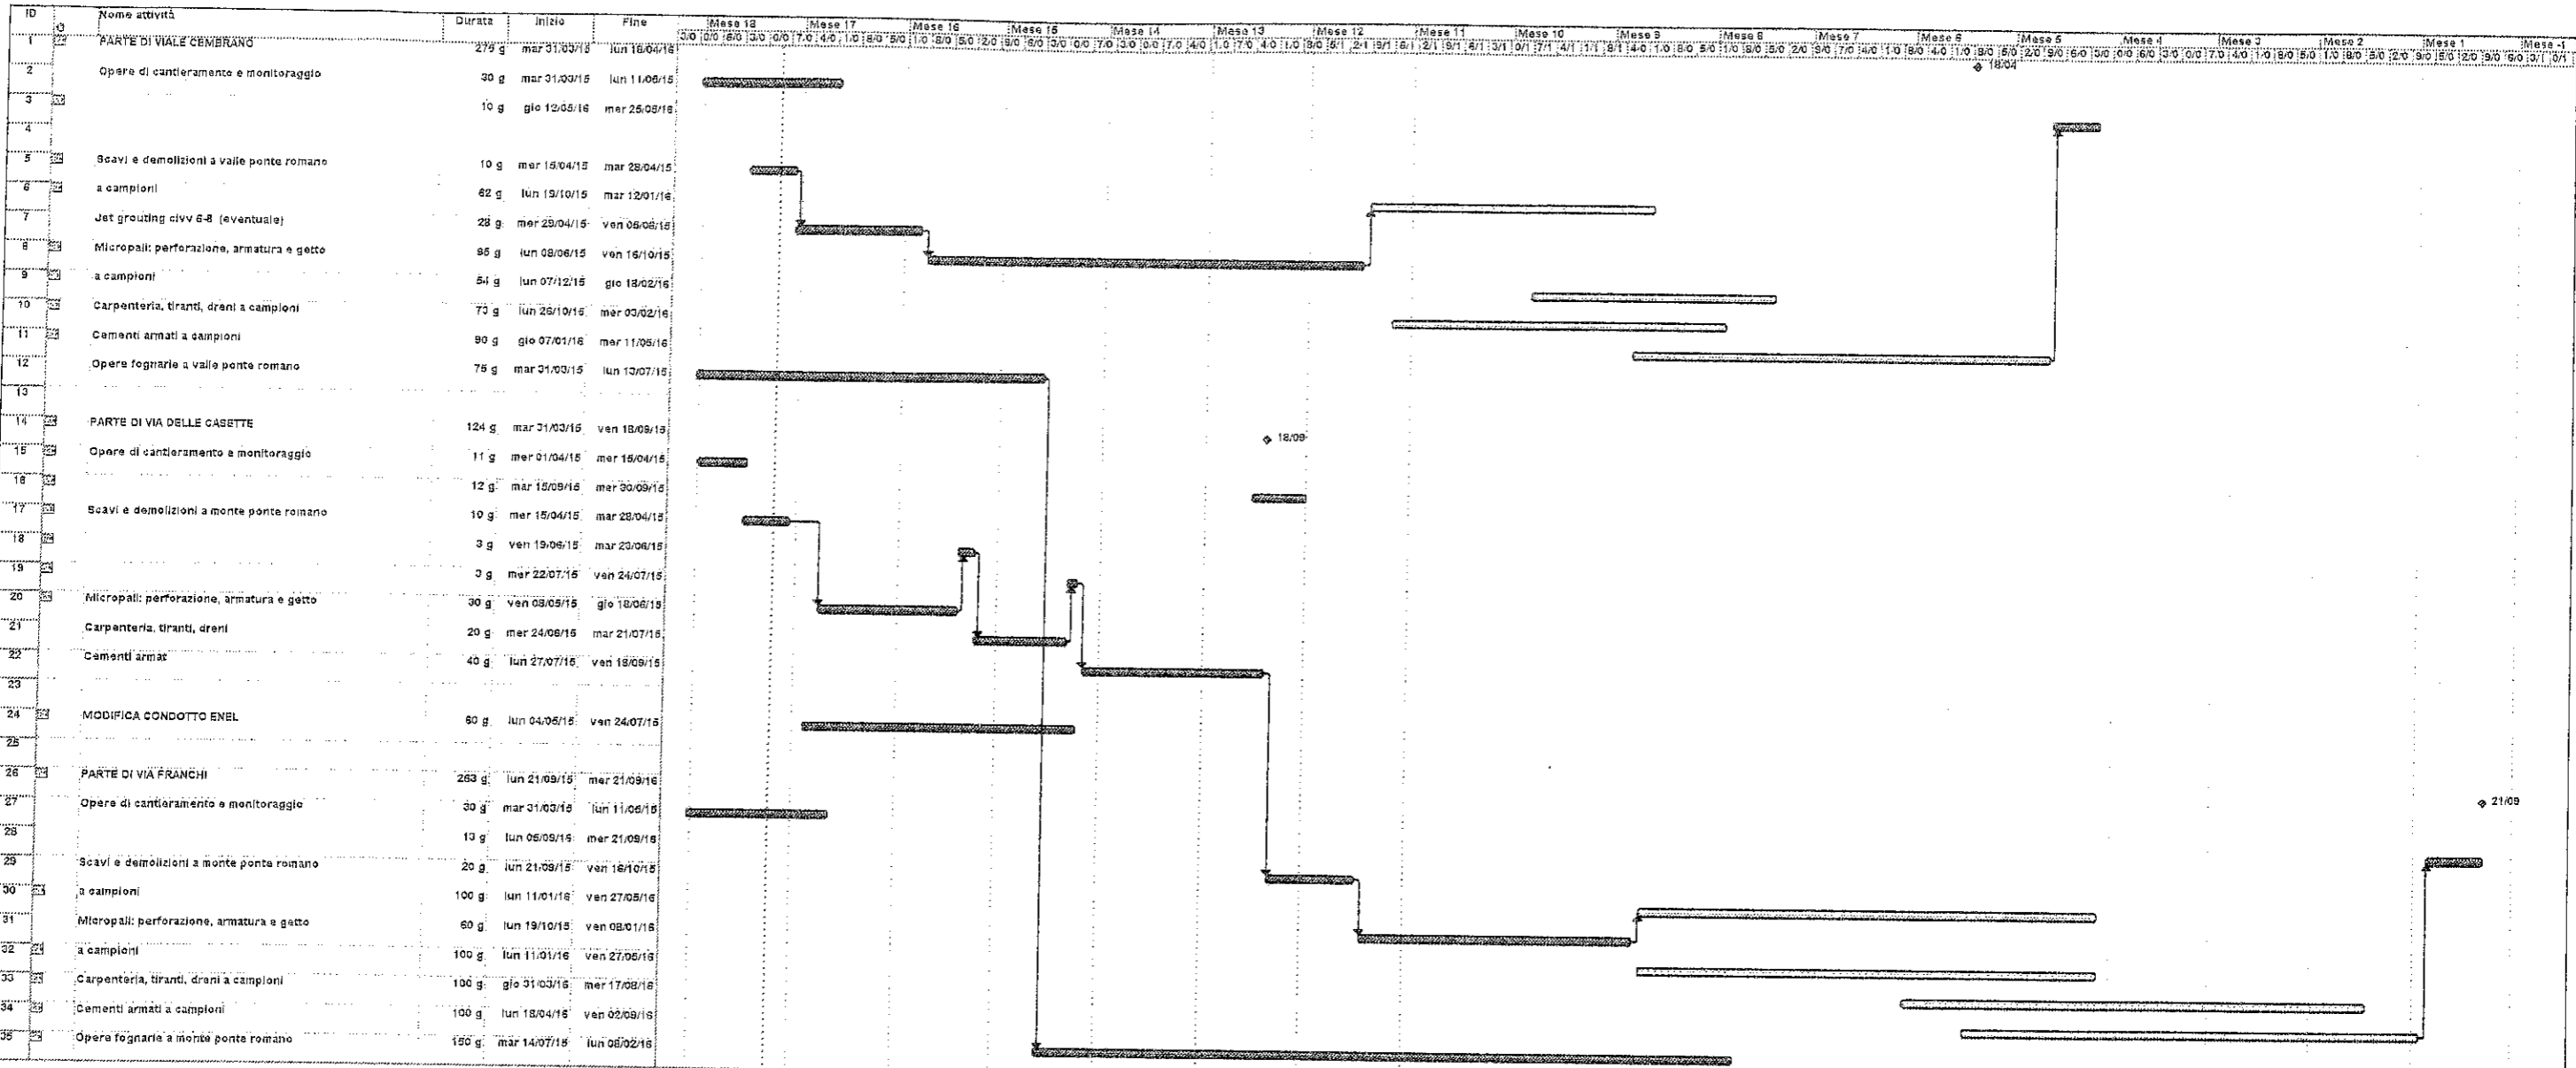 ID Nome attività Durata Inizio Fine Mese 18 Mese 17 Mese 16 Mese 15 Mese 14 Mese 13 Mese 12 Mese 11 Mese 10 Mese 9 Mese 8 Mese 7 Mese 6 Mese 5 Mese 4 Mese 3 Mese 2 Mese 1 Mese -1
1 PARTE DI VIALE CEMBRANO 275 g mar 31/03/15 lun 18/04/16 18/04
2 Opere di cantieramento e monitoraggio 30 g mar 31/03/15 lun 11/05/15
3 10 g gio 12/05/16 mer 25/05/16
4
5 Scavi e demolizioni a valle ponte romano 10 g mer 15/04/15 mar 28/04/15
6 a campioni 62 g lun 19/10/15 mar 12/01/16
7 Jet grouting civv 6-8 (eventuale) 28 g mer 29/04/15 ven 05/06/15
8 Micropali: perforazione, armatura e getto 95 g lun 08/06/15 ven 16/10/15
9 a campioni 54 g lun 07/12/15 gio 18/02/16
10 Carpenteria, tiranti, dreni a campioni 73 g lun 26/10/15 mer 03/02/16
11 Cementi armati a campioni 90 g gio 07/01/16 mer 11/05/16
12 Opere fognarie a valle ponte romano 75 g mar 31/03/15 lun 13/07/15
13
14 PARTE DI VIA DELLE CASETTE 124 g mar 31/03/15 ven 18/09/15 18/09
15 Opere di cantieramento e monitoraggio 11 g mer 01/04/15 mer 15/04/15
16 12 g mar 15/09/15 mer 30/09/15
17 Scavi e demolizioni a monte ponte romano 10 g mer 15/04/15 mar 28/04/15
18 3 g ven 19/06/15 mar 23/06/15
19 3 g mer 22/07/15 ven 24/07/15
20 Micropali: perforazione, armatura e getto 30 g ven 08/05/15 gio 18/06/15
21 Carpenteria, tiranti, dreni 20 g mer 24/06/15 mar 21/07/15
22 Cementi armat 40 g lun 27/07/15 ven 18/09/15
23
24 MODIFICA CONDOTTO ENEL 60 g lun 04/05/15 ven 24/07/15
25
26 PARTE DI VIA FRANCHI 263 g lun 21/09/15 mer 21/09/16 21/09
27 Opere di cantieramento e monitoraggio 30 g mar 31/03/15 lun 11/05/15
28 13 g lun 05/09/16 mer 21/09/16
29 Scavi e demolizioni a monte ponte romano 20 g lun 21/09/15 ven 16/10/15
30 a campioni 100 g lun 11/01/16 ven 27/05/16
31 Micropali: perforazione, armatura e getto 60 g lun 19/10/15 ven 08/01/16
32 a campioni 100 g lun 11/01/16 ven 27/05/16
33 Carpenteria, tiranti, dreni a campioni 100 g gio 31/03/16 mer 17/08/16
34 Cementi armati a campioni 100 g lun 18/04/16 ven 02/09/16
35 Opere fognarie a monte ponte romano 150 g mar 14/07/15 lun 08/02/16